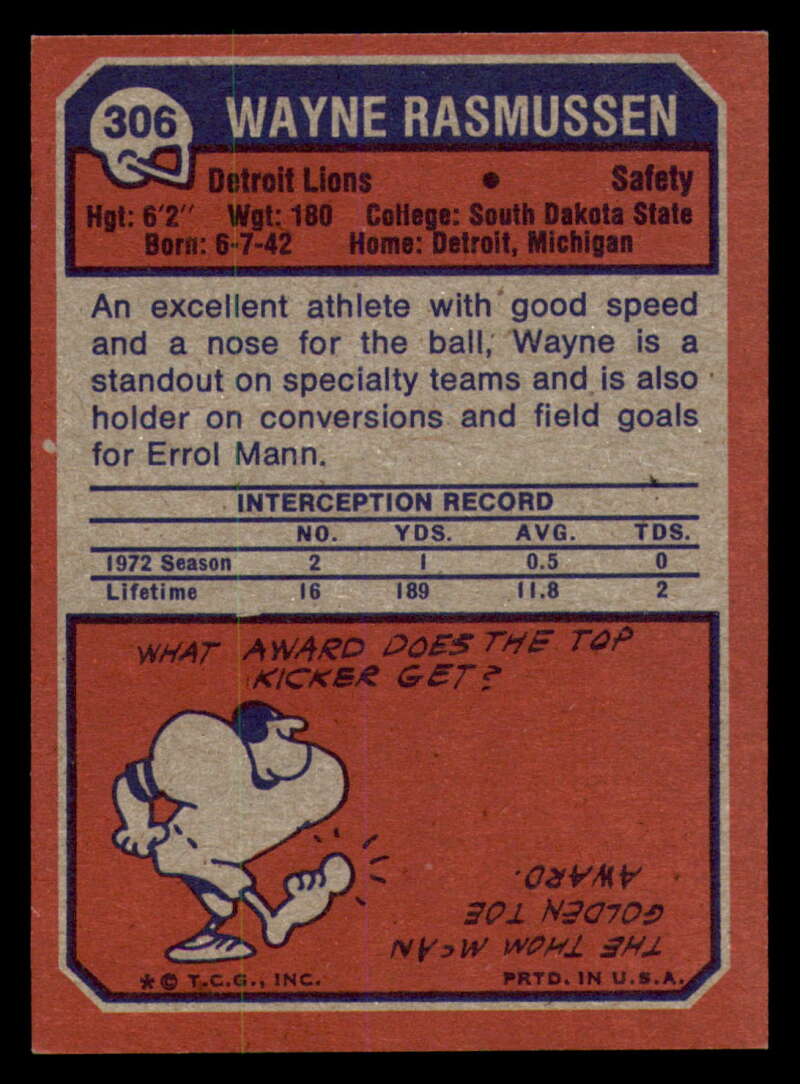 306 WAYNE RASMUSSEN
Detroit Lions • Safety
Hgt: 6'2" Wgt: 180 College: South Dakota State
Born: 6-7-42 Home: Detroit, Michigan
An excellent athlete with good speed
and a nose for the ball, Wayne is a
standout on specialty teams and is also
holder on conversions and field goals
for Errol Mann.
INTERCEPTION RECORD
NO. YDS. AVG. TDS.
1972 Season 2 1 0.5 0
Lifetime 16 189 11.8 2
WHAT AWARD DOES THE TOP
KICKER GET?
THE THOM McAN
GOLDEN TOE
AWARD.
* © T.C.G., INC. PRTD. IN U.S.A.